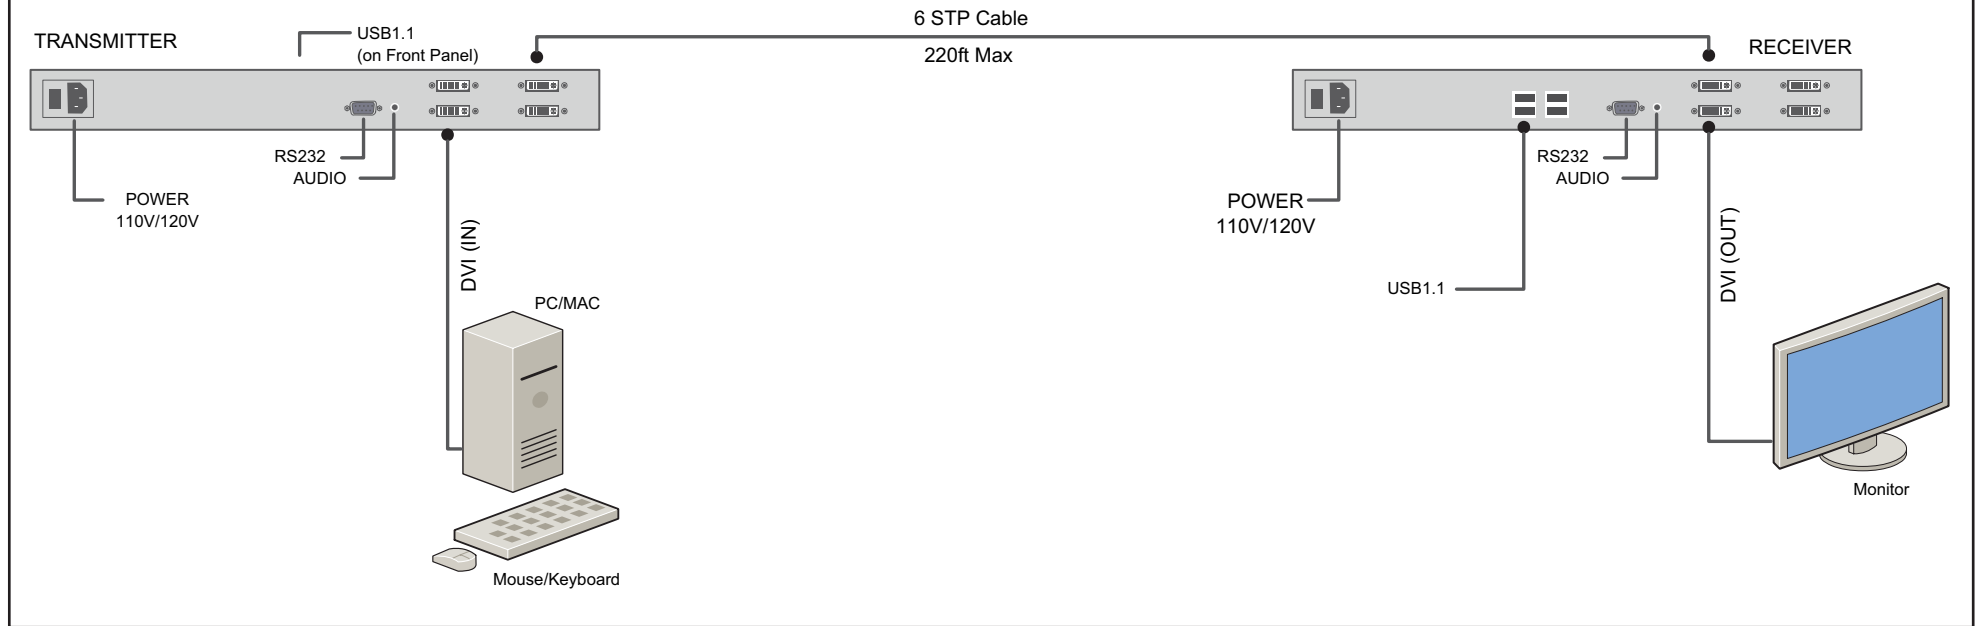 6 STP Cable
220ft Max
TRANSMITTER
USB1.1
(on Front Panel)
RS232
AUDIO
POWER
110V/120V
DVI (IN)
PC/MAC
Mouse/Keyboard
RECEIVER
RS232
AUDIO
POWER
110V/120V
USB1.1
DVI (OUT)
Monitor